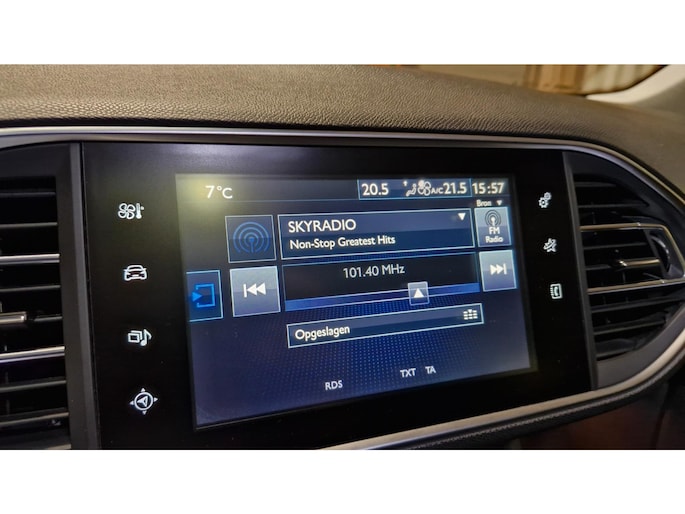 7°C
20.5 A/C 21.5 15:57
Bron
SKYRADIO
Non-Stop Greatest Hits
FM
Radio
101.40 MHz
Opgeslagen
RDS TXT TA